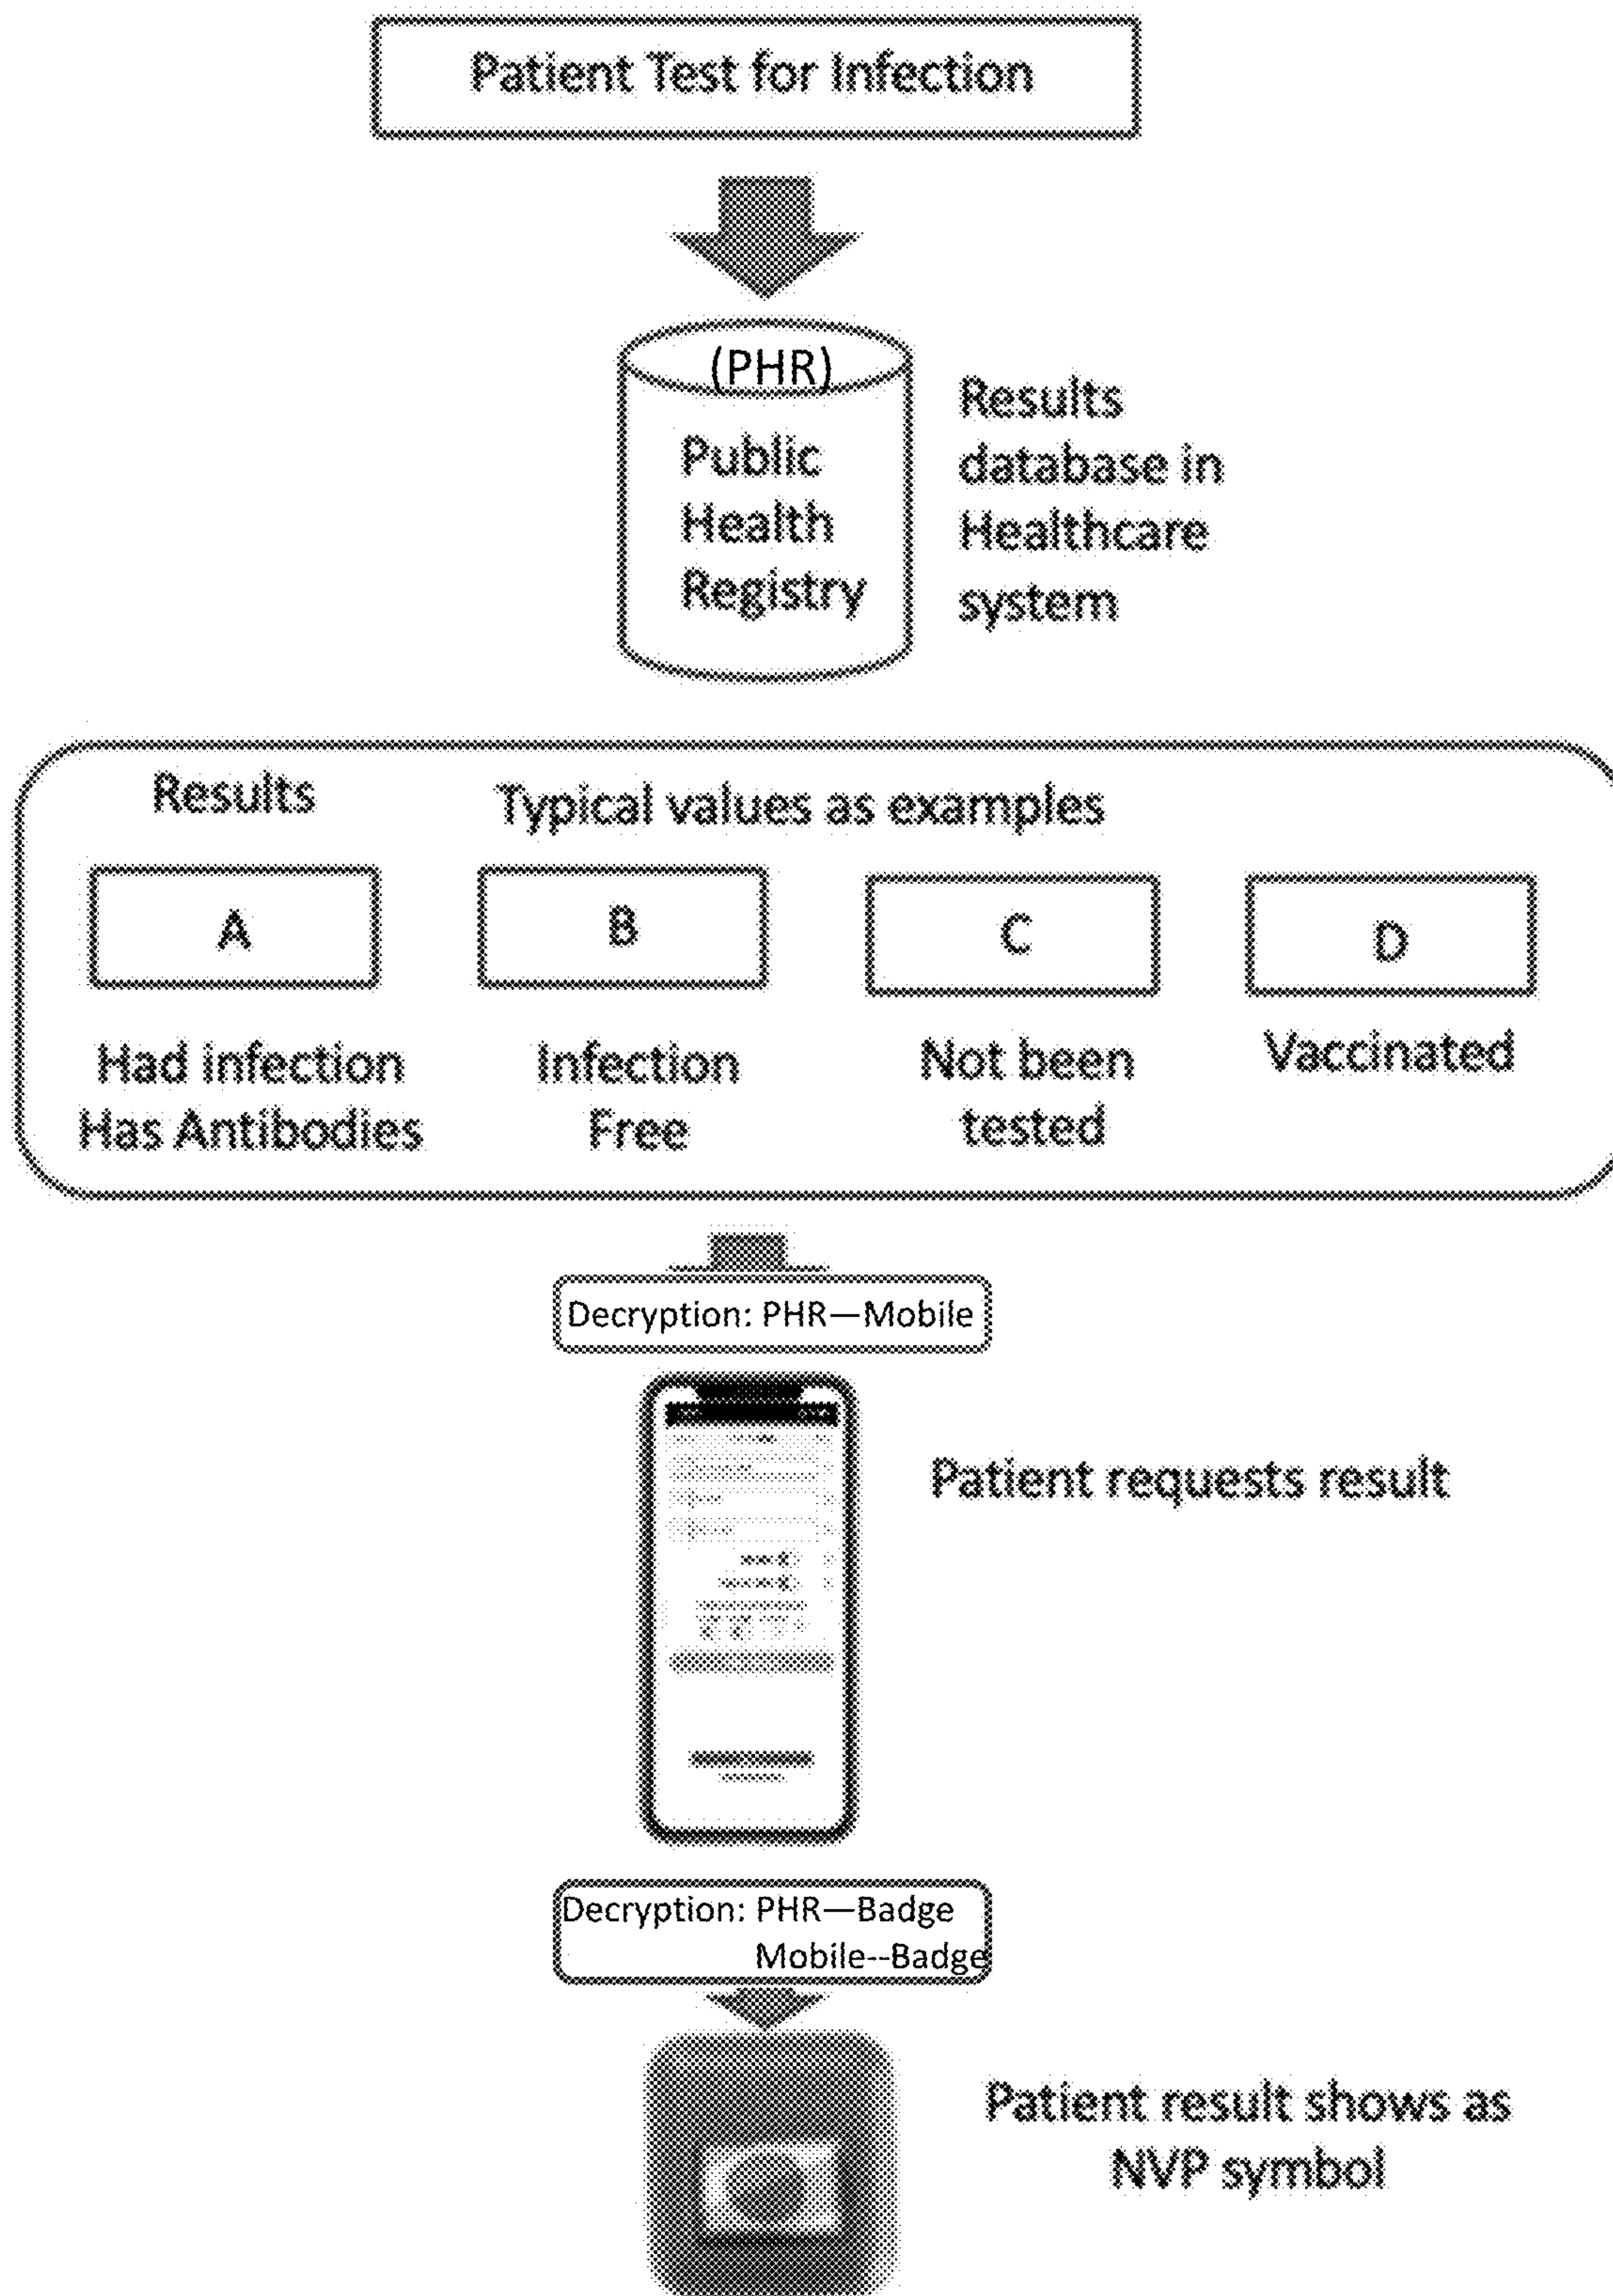 Patient Test for Infection
(PHR)
Public
Health
Registry
Results
database in
Healthcare
system
Results
Typical values as examples
A
B
C
D
Had infection
Has Antibodies
Infection
Free
Not been
tested
Vaccinated
Decryption: PHR—Mobile
Patient requests result
Decryption: PHR—Badge
Mobile--Badge
Patient result shows as
NVP symbol